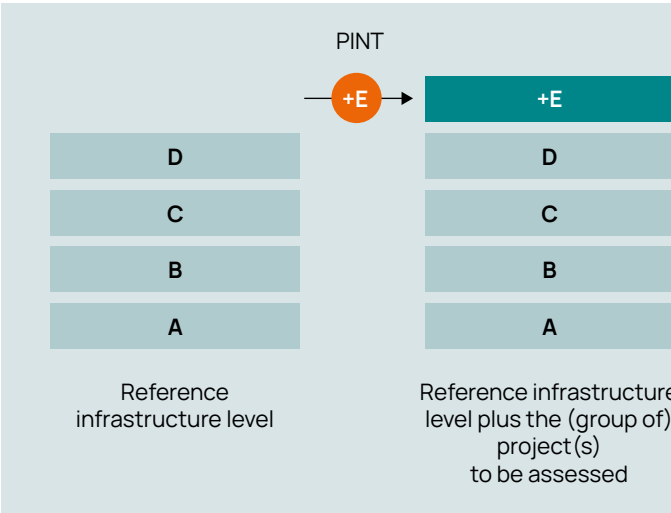 PINT
+E
+E
D
D
C
C
B
B
A
A
Reference
infrastructure level
Reference infrastructure
level plus the (group of)
project(s)
to be assessed